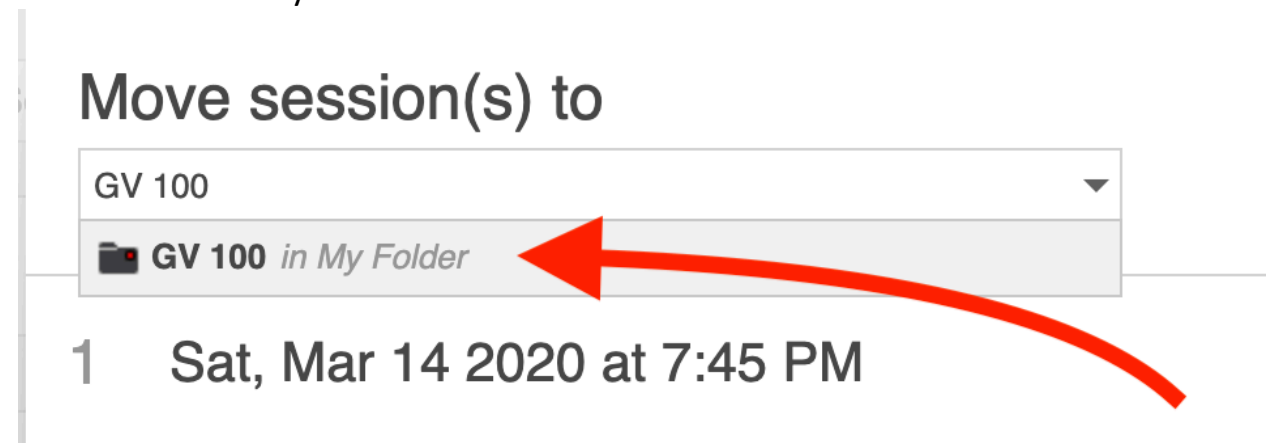 Move session(s) to
GV 100
GV 100 in My Folder
1 Sat, Mar 14 2020 at 7:45 PM